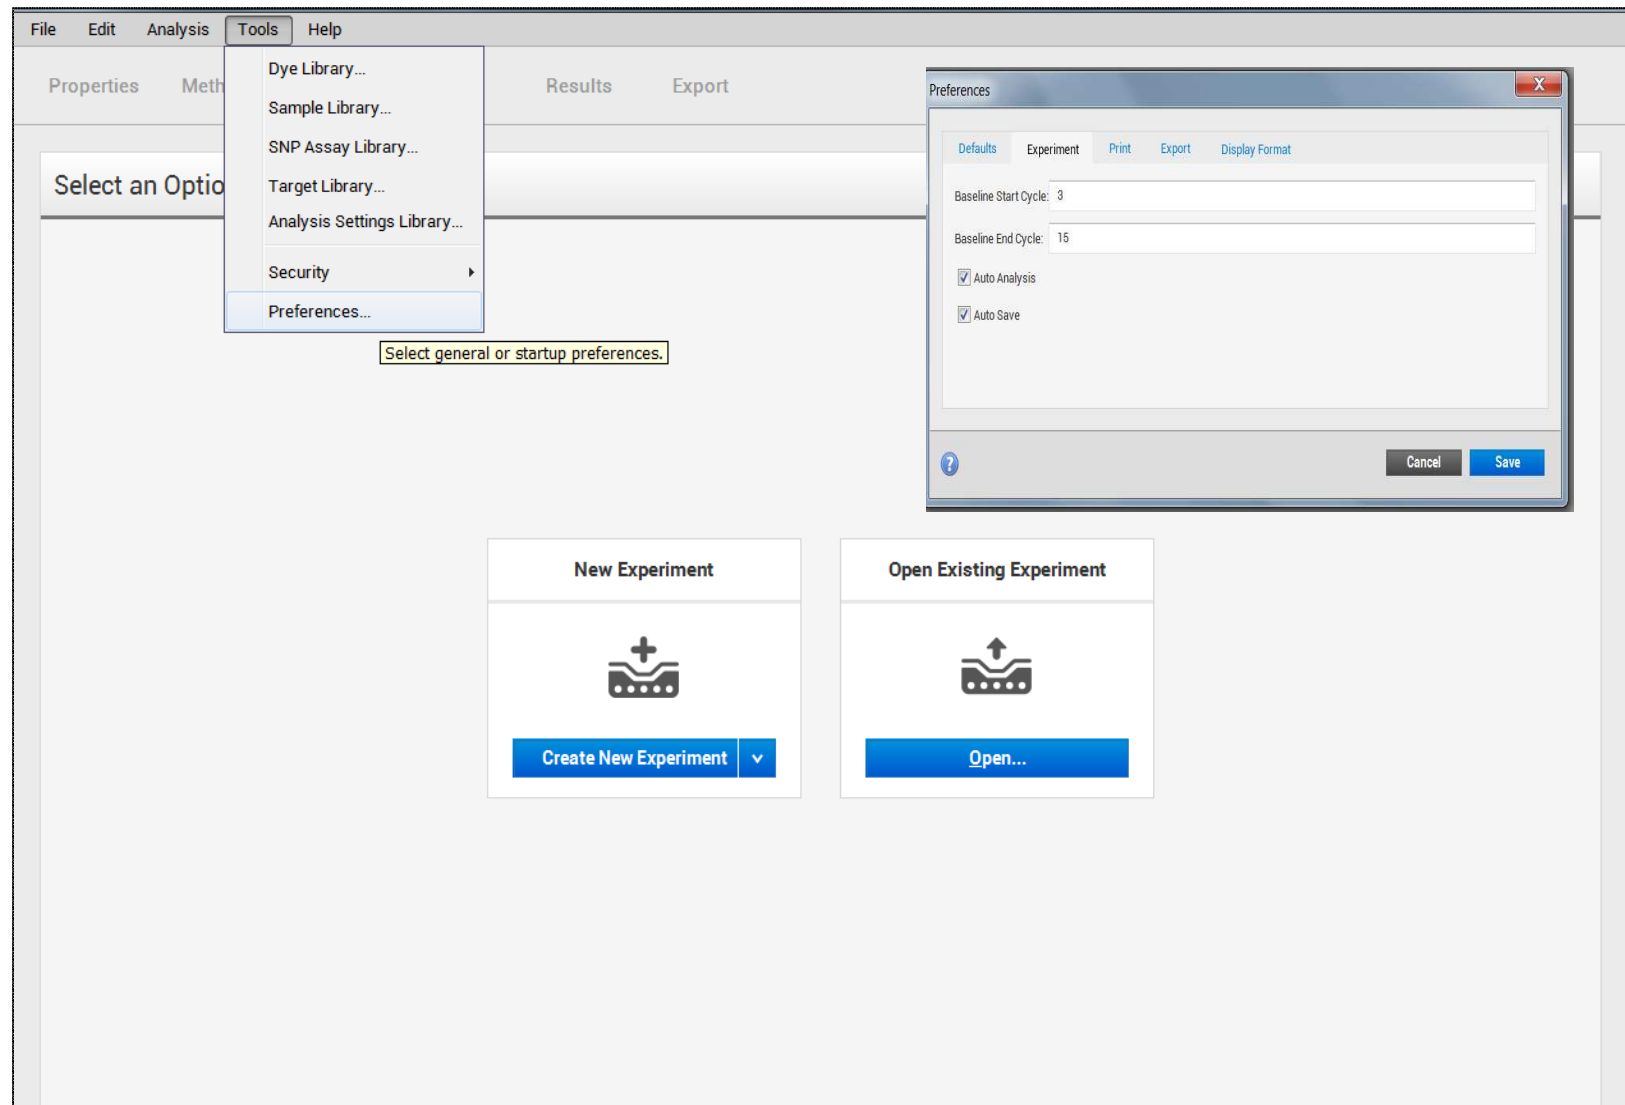 File Edit Analysis Tools Help
Properties Meth Results Export
Dye Library...
Sample Library...
SNP Assay Library...
Target Library...
Analysis Settings Library...
Security
Preferences...
Select general or startup preferences.
Select an Optio
Preferences
X
Defaults Experiment Print Export Display Format
Baseline Start Cycle: 3
Baseline End Cycle: 15
Auto Analysis
Auto Save
?
Cancel Save
New Experiment
Create New Experiment
Open Existing Experiment
Open...